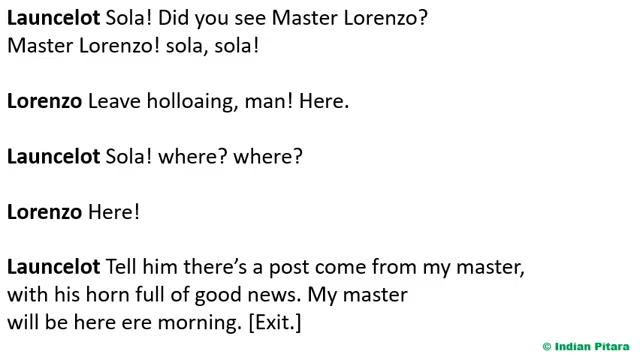 Launcelot Sola! Did you see Master Lorenzo?
Master Lorenzo! sola, sola!
Lorenzo Leave holloaing, man! Here.
Launcelot Sola! where? where?
Lorenzo Here!
Launcelot Tell him there’s a post come from my master,
with his horn full of good news. My master
will be here ere morning. [Exit.]
© Indian Pitara